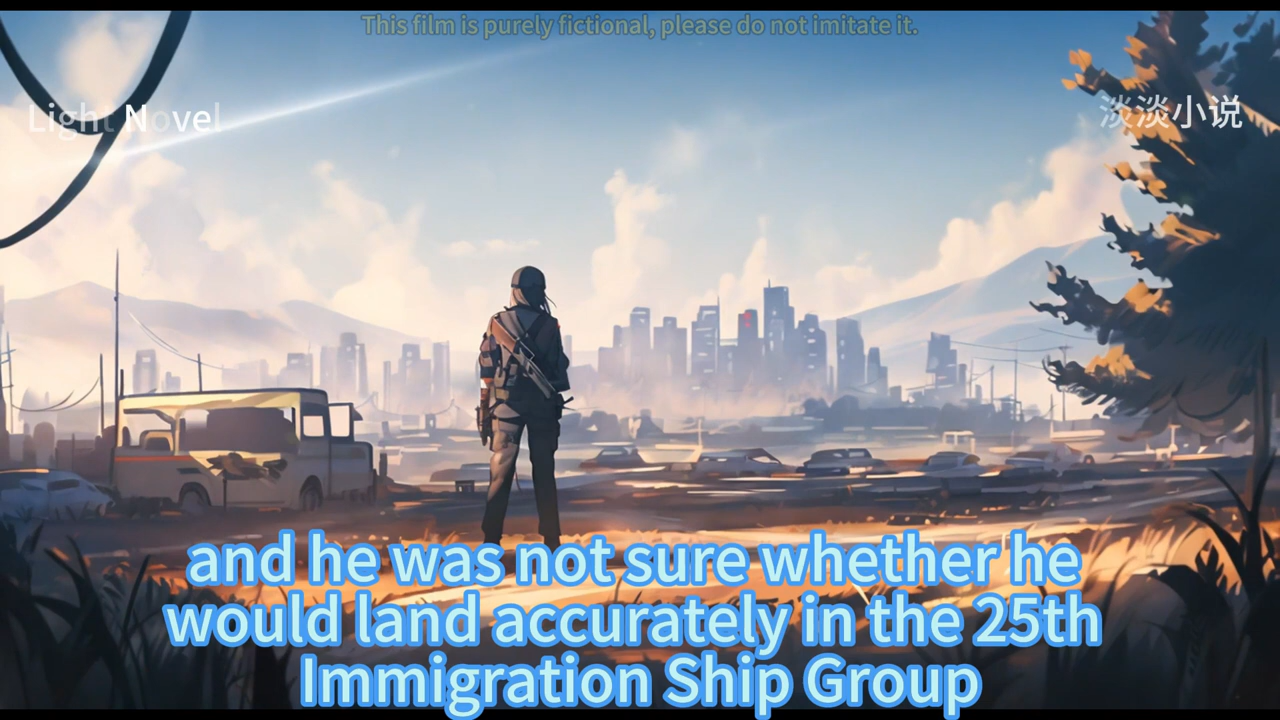 This film is purely fictional, please do not imitate it.
Light Novel
淡淡小说
and he was not sure whether he
would land accurately in the 25th
Immigration Ship Group